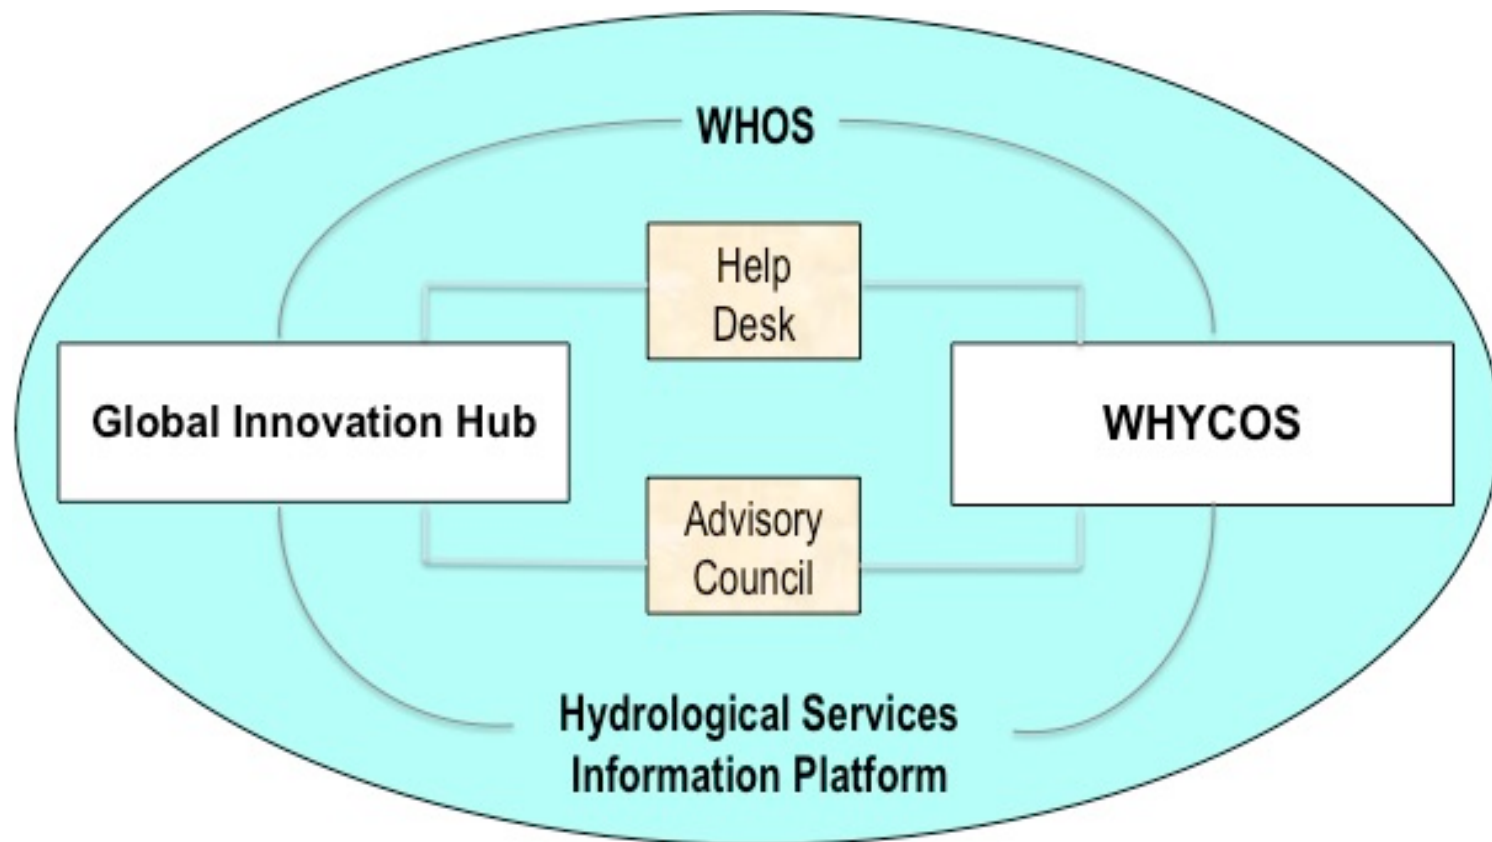 WHOS
Help
Desk
Global Innovation Hub
WHYCOS
Advisory
Council
Hydrological Services
Information Platform